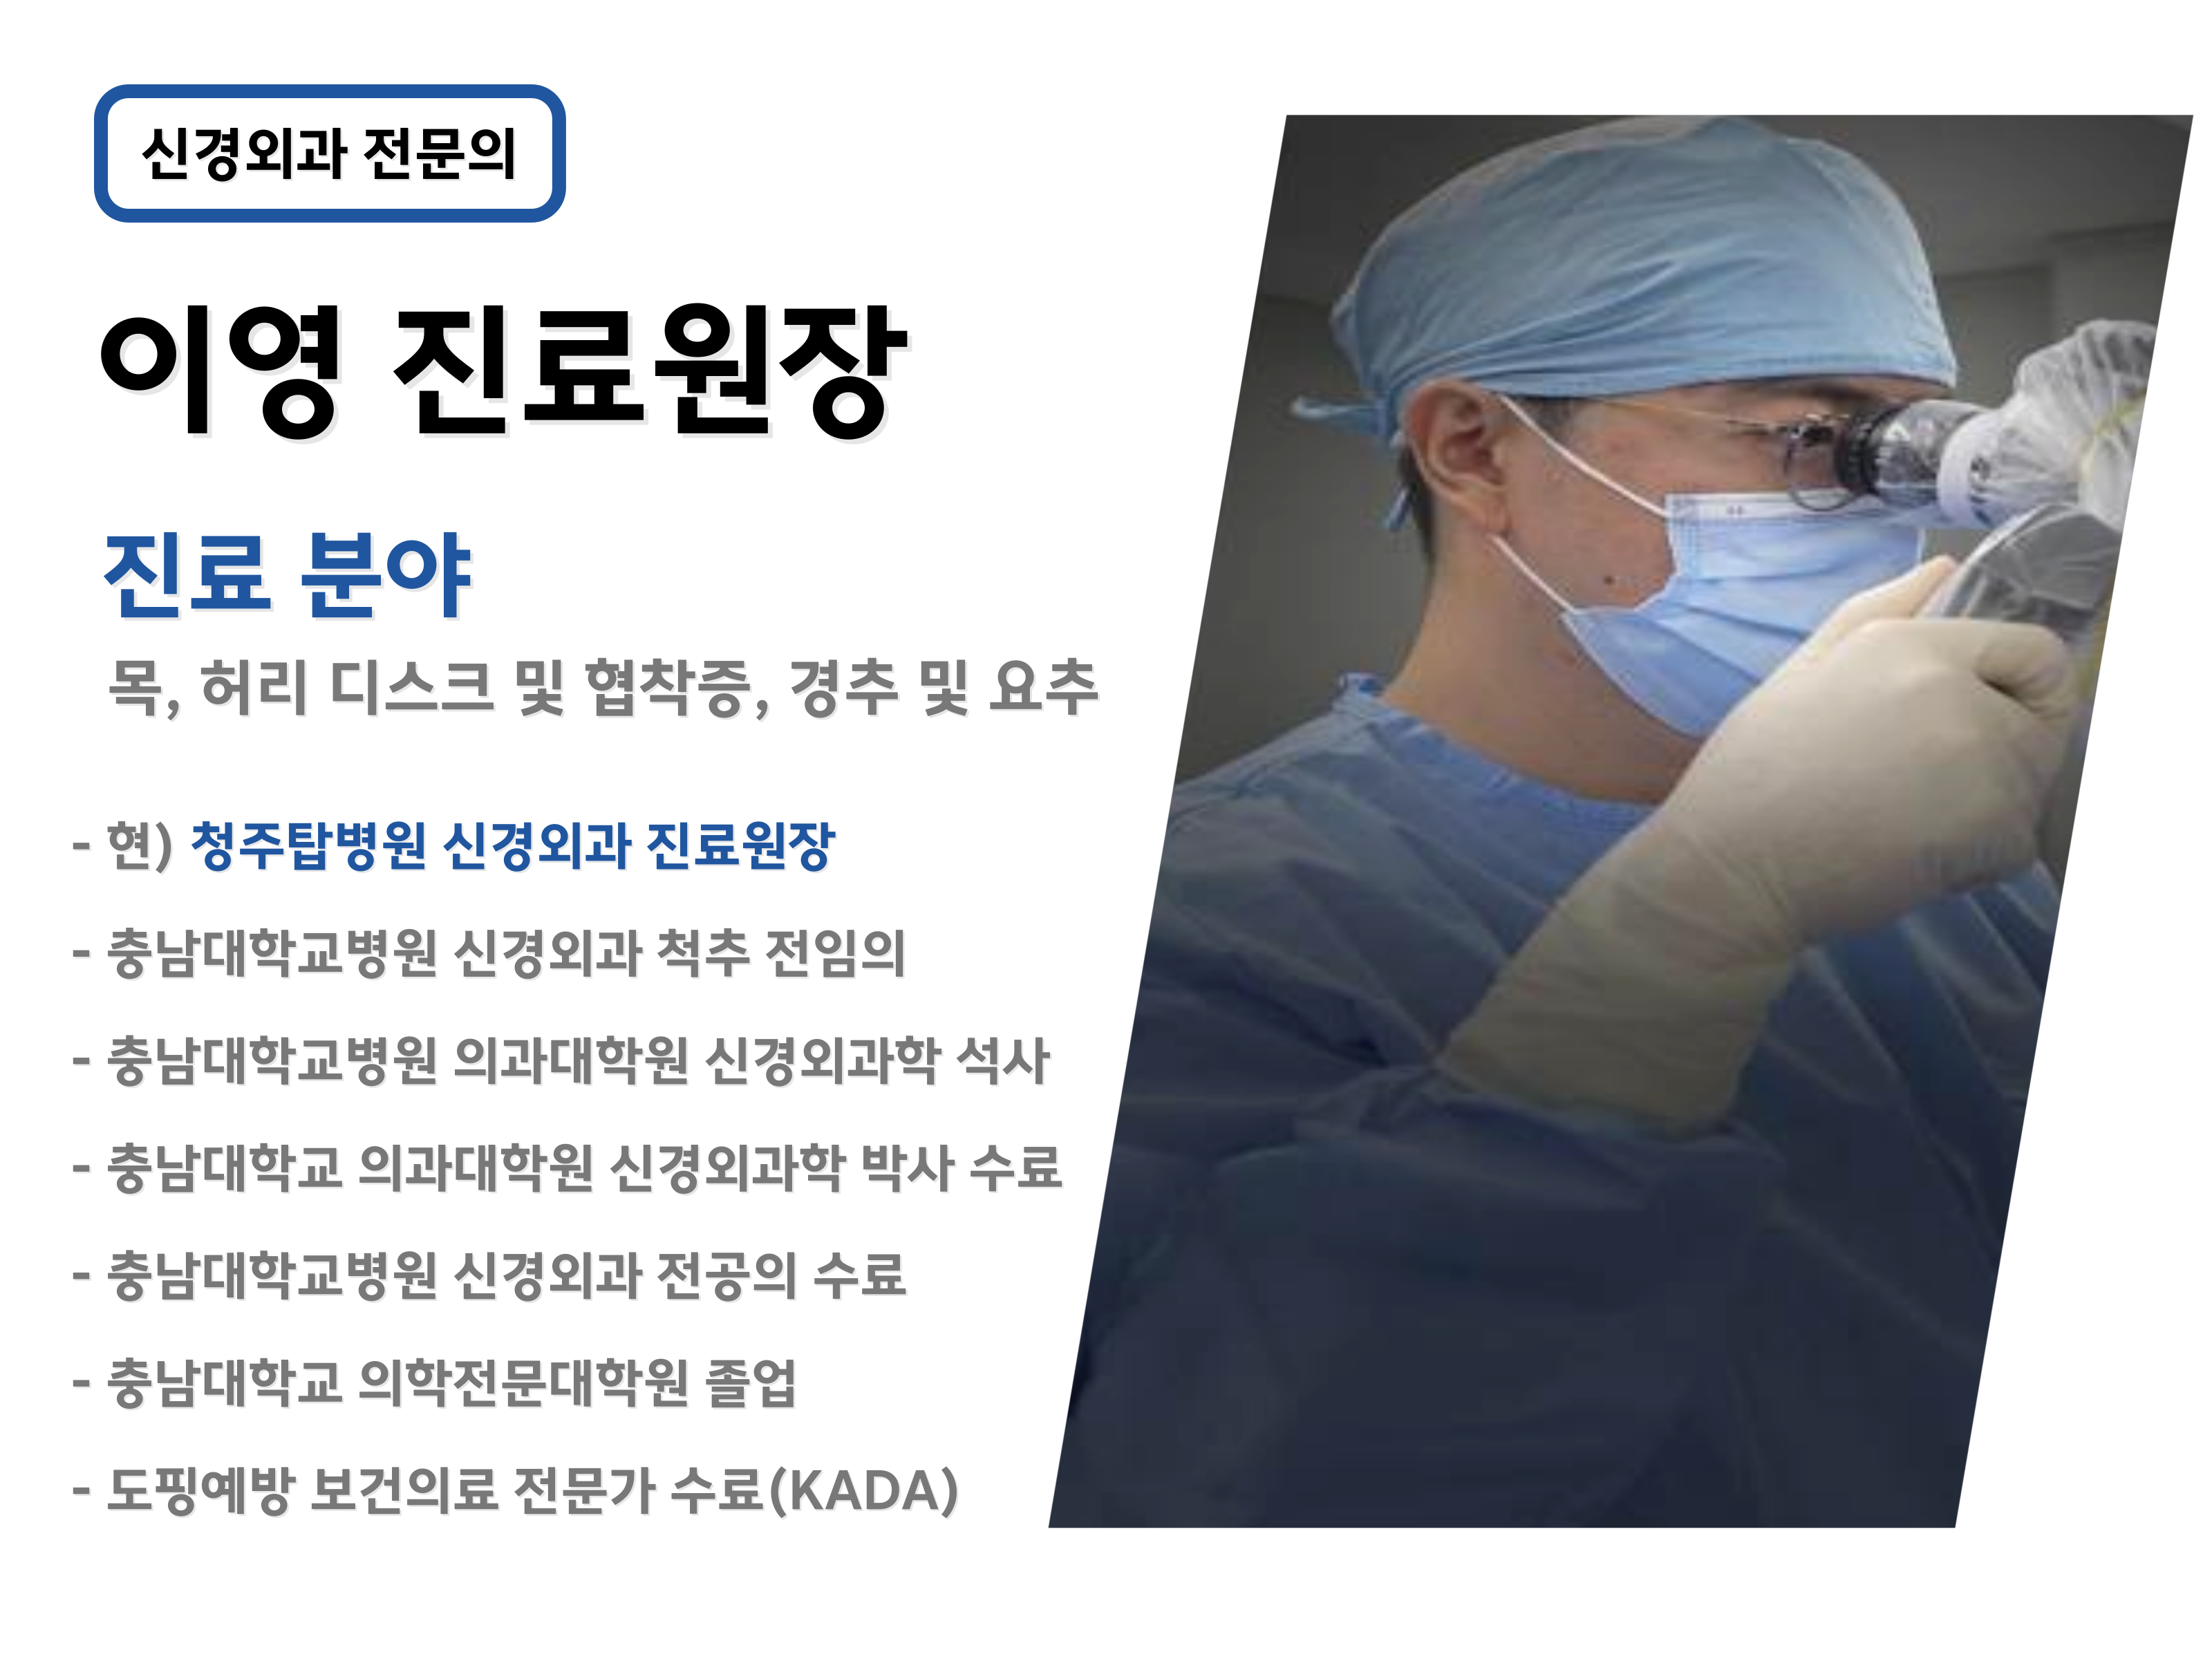 신경외과 전문의
이영 진료원장
진료 분야
목, 허리 디스크 및 협착증, 경추 및 요추
- 현) 청주탑병원 신경외과 진료원장
- 충남대학교병원 신경외과 척추 전임의
- 충남대학교병원 의과대학원 신경외과학 석사
- 충남대학교 의과대학원 신경외과학 박사 수료
- 충남대학교병원 신경외과 전공의 수료
- 충남대학교 의학전문대학원 졸업
- 도핑예방 보건의료 전문가 수료(KADA)